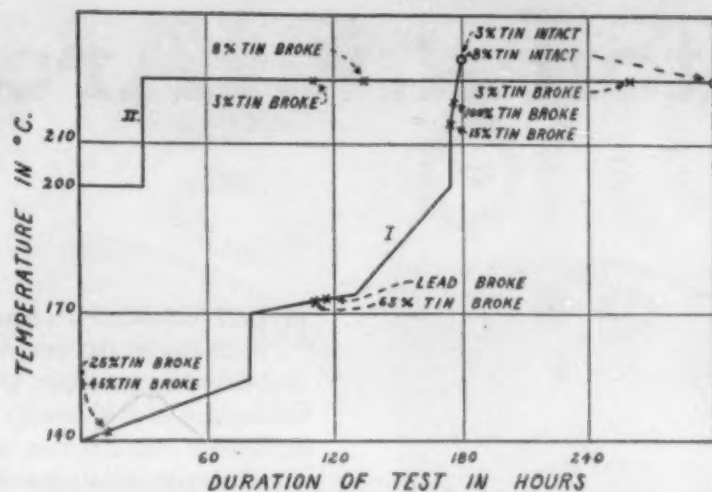 3% TIN INTACT
8% TIN INTACT
8% TIN BROKE
3% TIN BROKE
3% TIN BROKE
100% TIN BROKE
15% TIN BROKE
II
210
200
I
LEAD BROKE
65% TIN BROKE
170
25% TIN BROKE
45% TIN BROKE
140
60
120
180
240
TEMPERATURE IN °C.
DURATION OF TEST IN HOURS